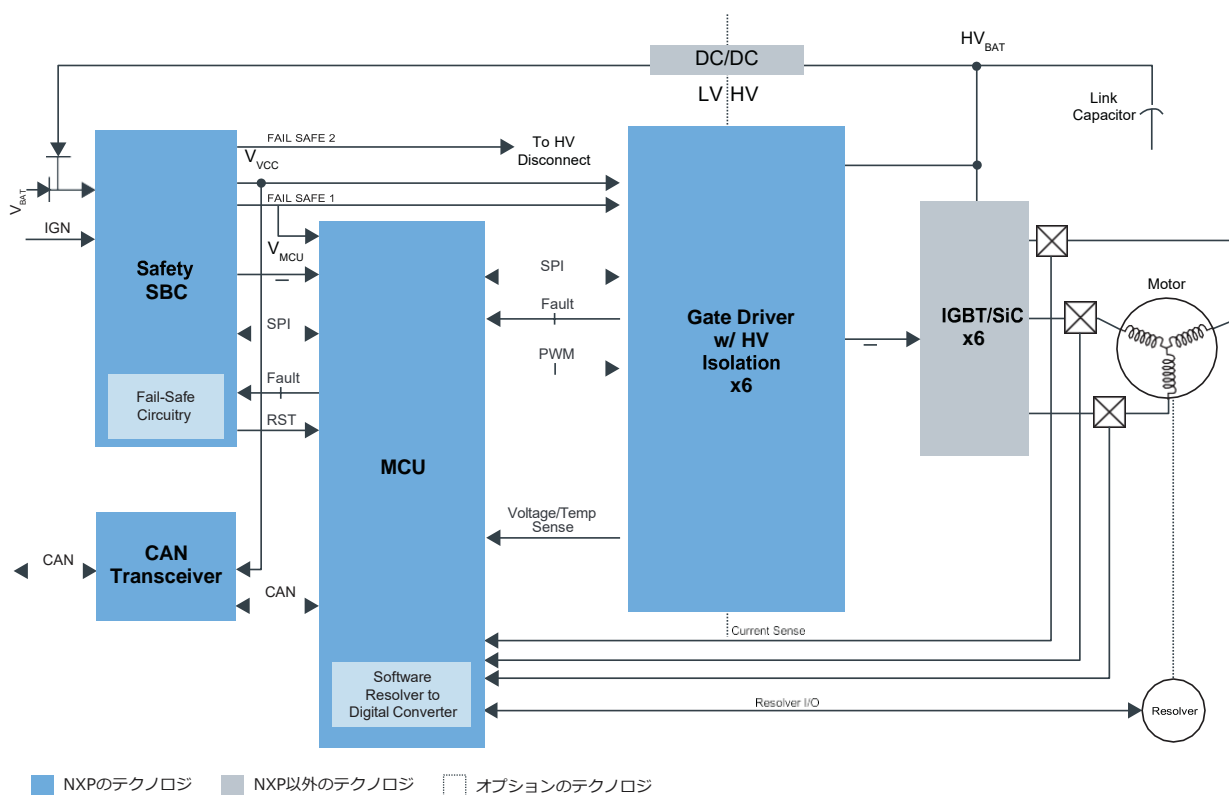 HVBAT
DC/DC
LV HV
Link
Capacitor
FAIL SAFE 2
To HV
Disconnect
VVCC
FAIL SAFE 1
VBAT
IGN
VMCU
Safety
SBC
SPI
Fault
RST
Fail-Safe
Circuitry
MCU
SPI
Fault
PWM
Voltage/Temp
Sense
Gate Driver
w/ HV
Isolation
x6
IGBT/SiC
x6
Motor
CAN
CAN
Transceiver
CAN
Current Sense
Software
Resolver to
Digital Converter
Resolver I/O
Resolver
NXPのテクノロジ
NXP以外のテクノロジ
オプションのテクノロジ